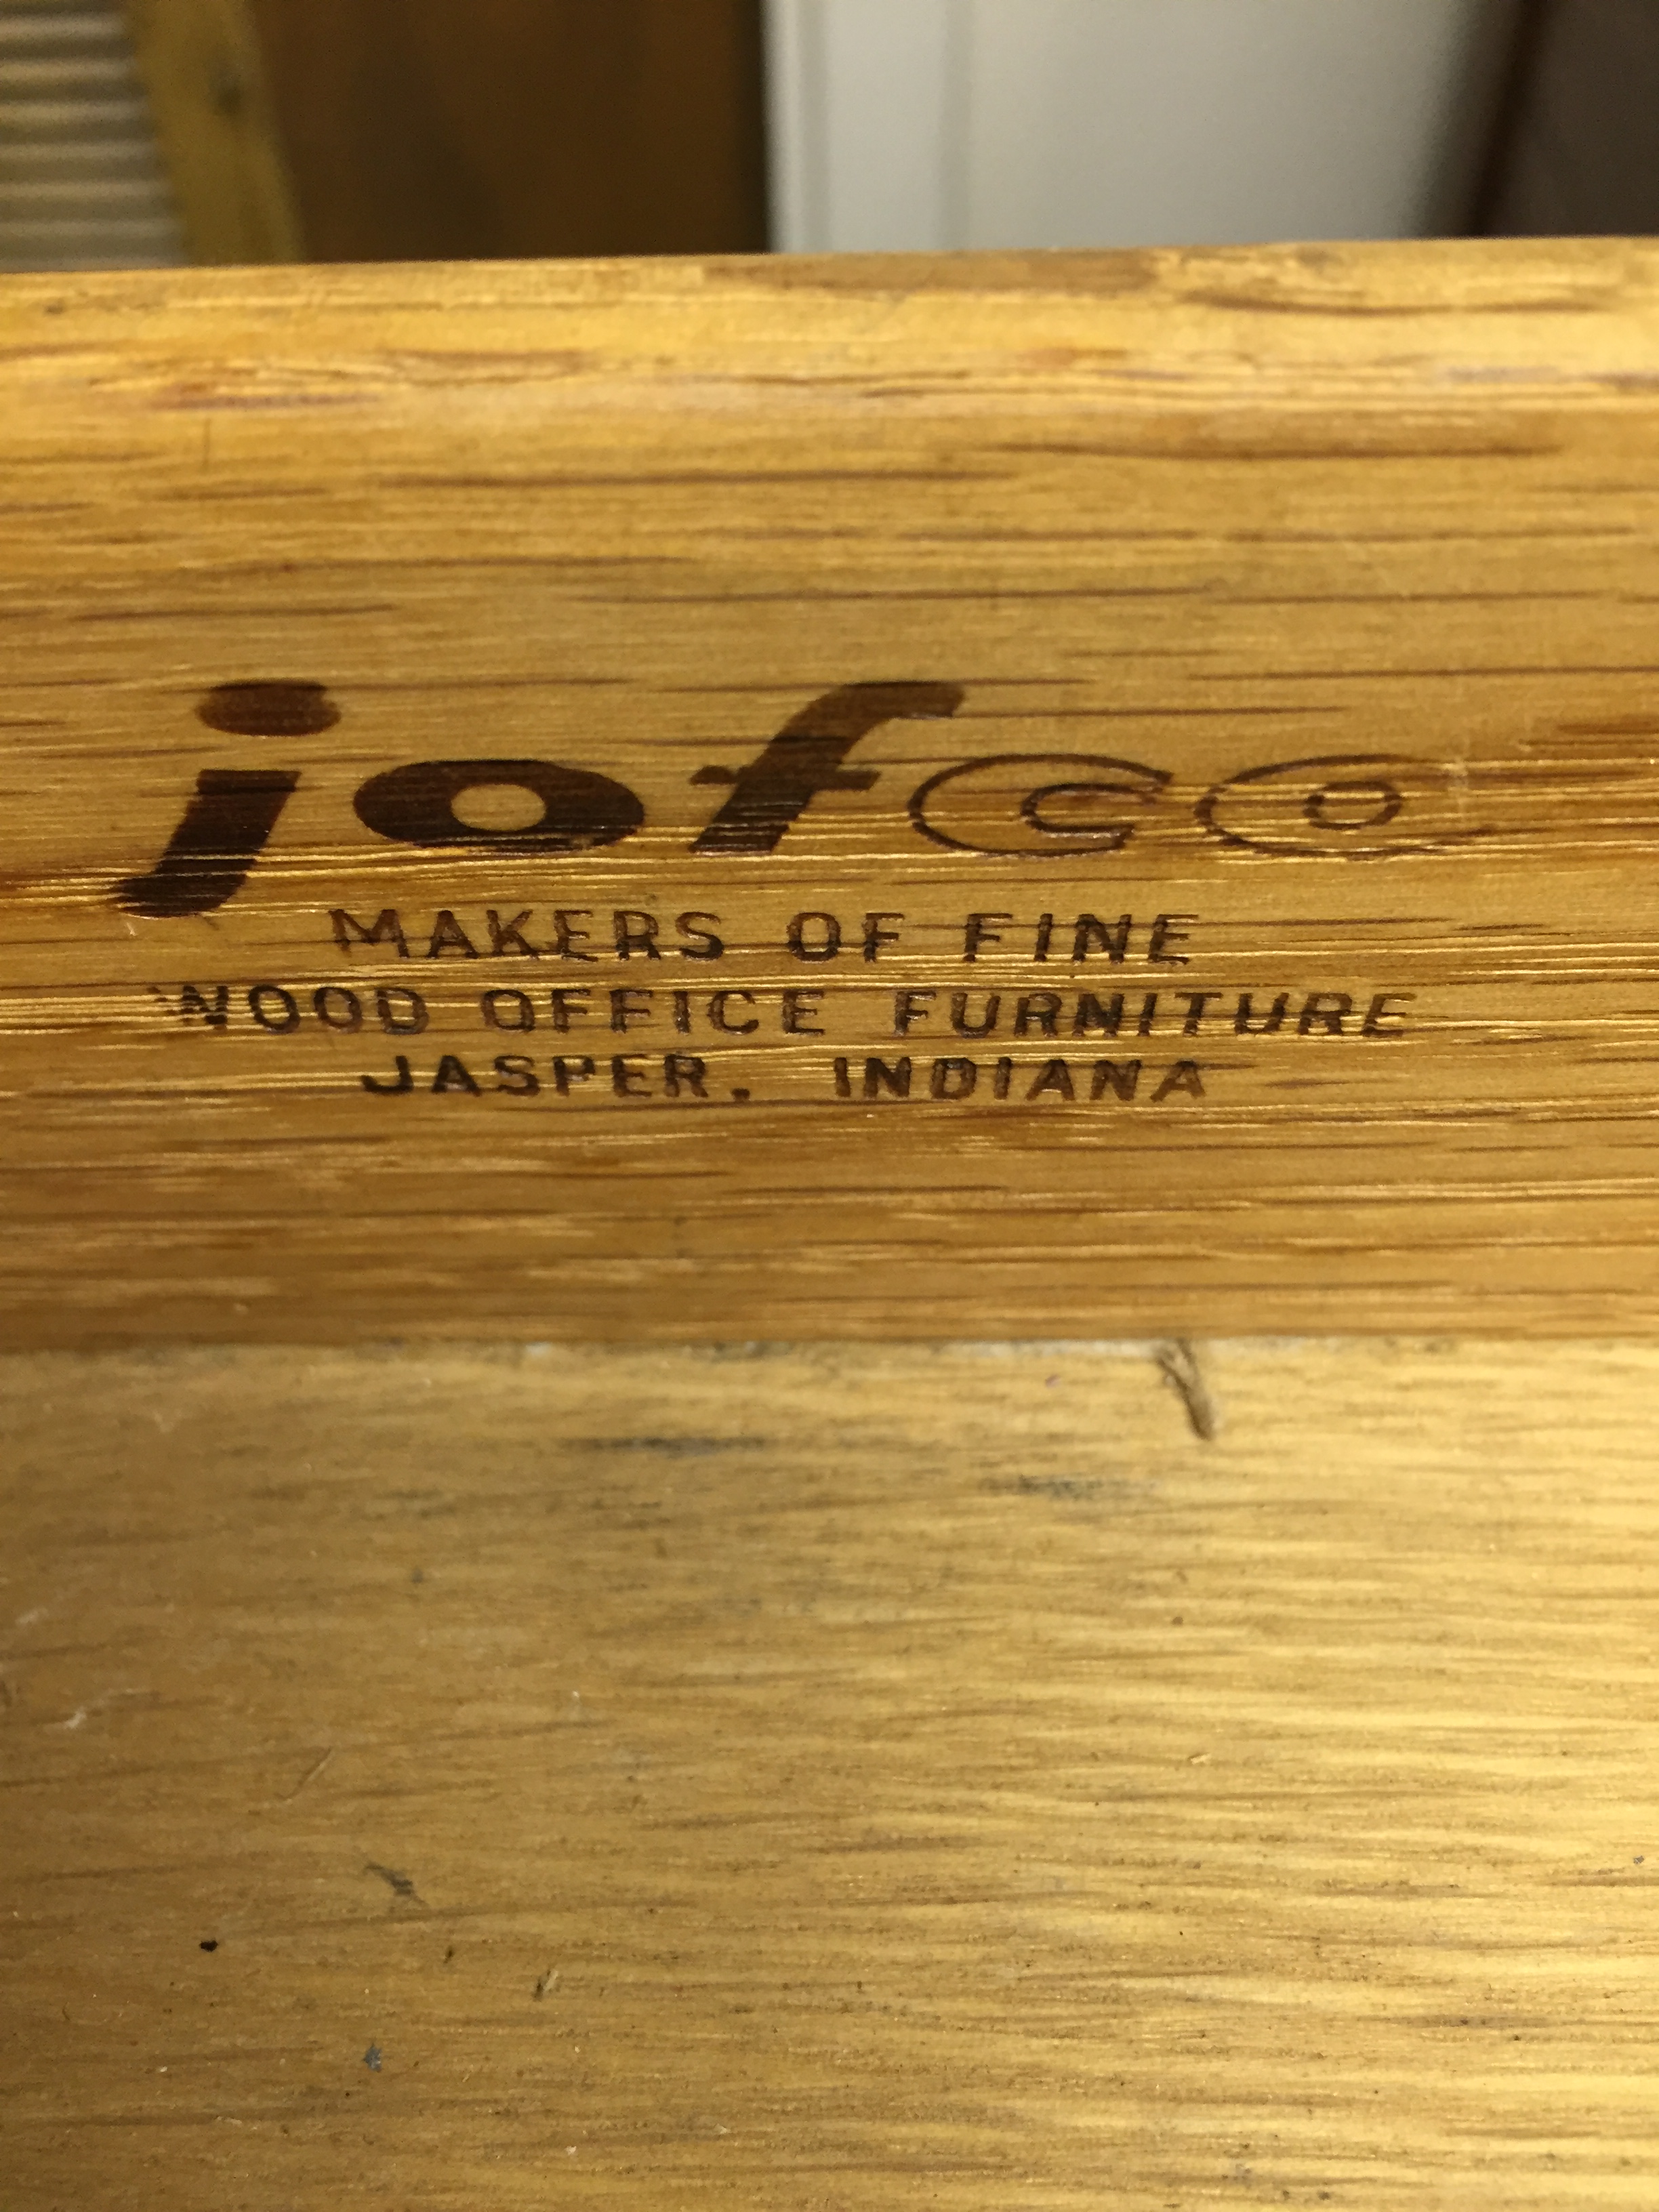 jofco
MAKERS OF FINE
WOOD OFFICE FURNITURE
JASPER, INDIANA